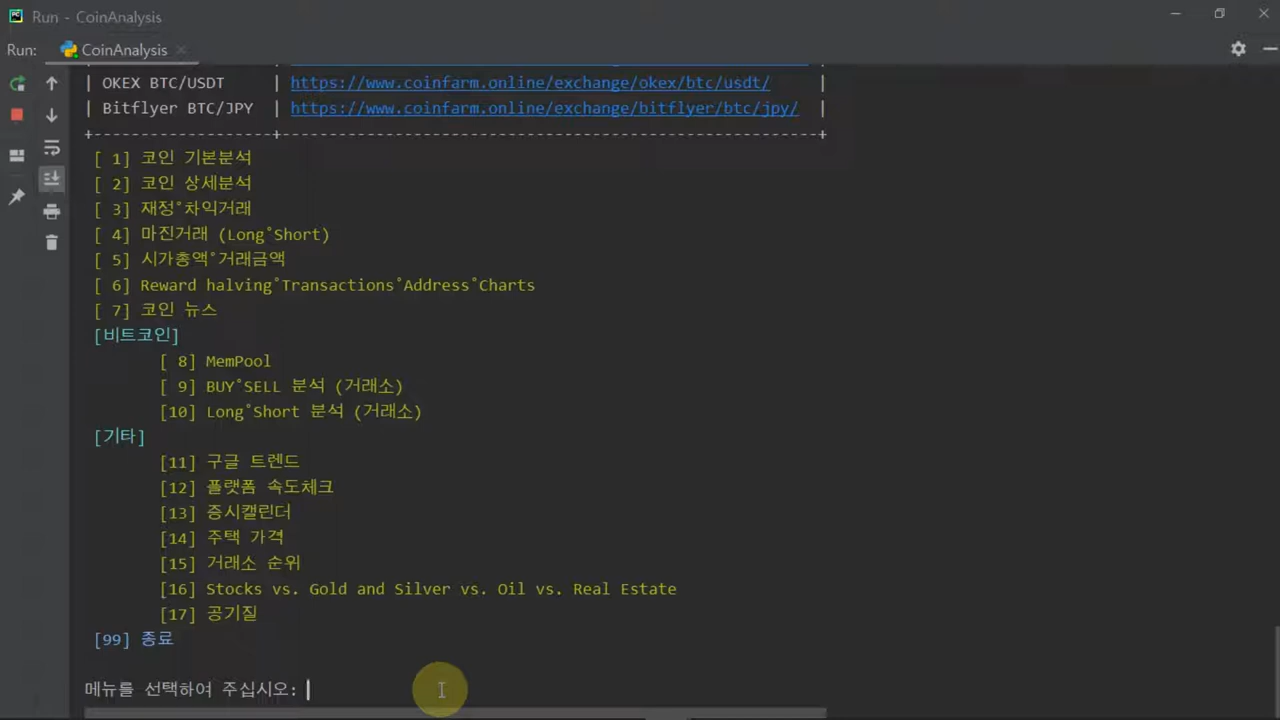 Run - CoinAnalysis
Run: CoinAnalysis
| OKEX BTC/USDT | https://www.coinfarm.online/exchange/okex/btc/usdt/ |
| Bitflyer BTC/JPY | https://www.coinfarm.online/exchange/bitflyer/btc/jpy/ |
[ 1] 코인 기본분석
[ 2] 코인 상세분석
[ 3] 재정˚차익거래
[ 4] 마진거래 (Long˚Short)
[ 5] 시가총액˚거래금액
[ 6] Reward halving˚Transactions˚Address˚Charts
[ 7] 코인 뉴스
[비트코인]
[ 8] MemPool
[ 9] BUY˚SELL 분석 (거래소)
[10] Long˚Short 분석 (거래소)
[기타]
[11] 구글 트렌드
[12] 플랫폼 속도체크
[13] 증시캘린더
[14] 주택 가격
[15] 거래소 순위
[16] Stocks vs. Gold and Silver vs. Oil vs. Real Estate
[17] 공기질
[99] 종료
메뉴를 선택하여 주십시오: